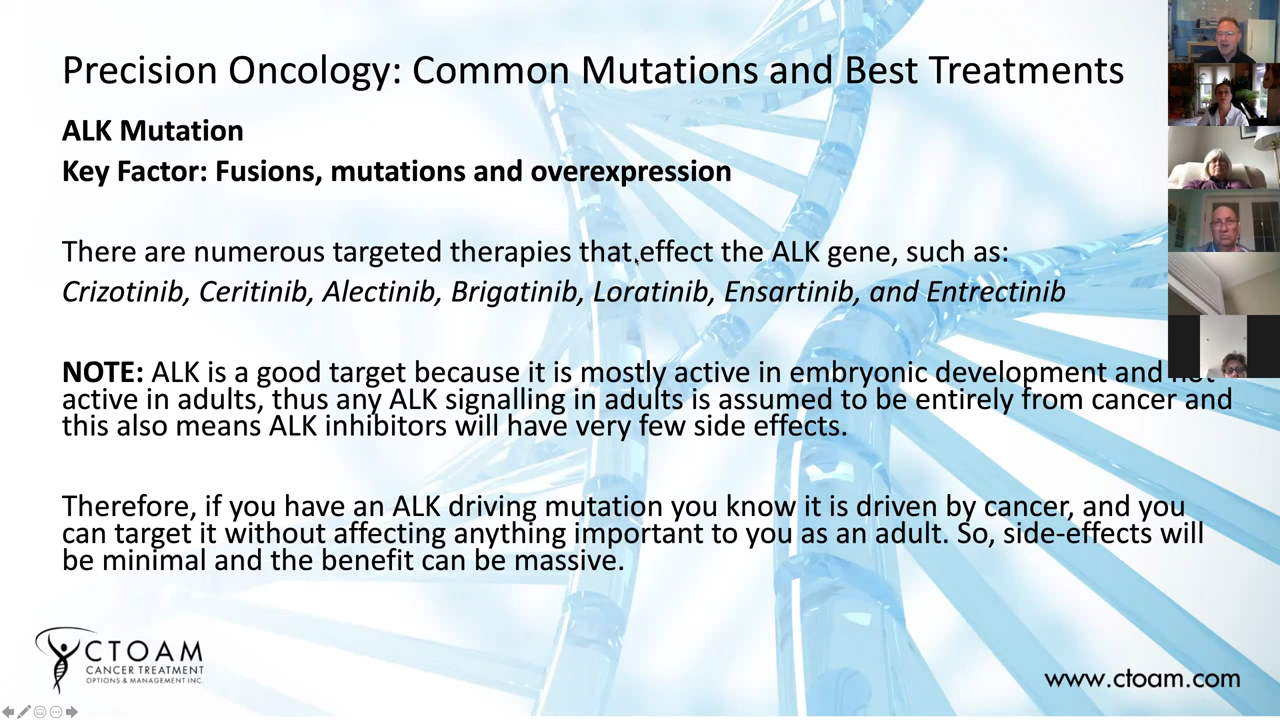 Precision Oncology: Common Mutations and Best Treatments
ALK Mutation
Key Factor: Fusions, mutations and overexpression
There are numerous targeted therapies that effect the ALK gene, such as:
Crizotinib, Ceritinib, Alectinib, Brigatinib, Loratinib, Ensartinib, and Entrectinib
NOTE: ALK is a good target because it is mostly active in embryonic development and not
active in adults, thus any ALK signalling in adults is assumed to be entirely from cancer and
this also means ALK inhibitors will have very few side effects.
Therefore, if you have an ALK driving mutation you know it is driven by cancer, and you
can target it without affecting anything important to you as an adult. So, side-effects will
be minimal and the benefit can be massive.
CTOAM
CANCER TREATMENT
OPTIONS & MANAGEMENT INC.
www.ctoam.com